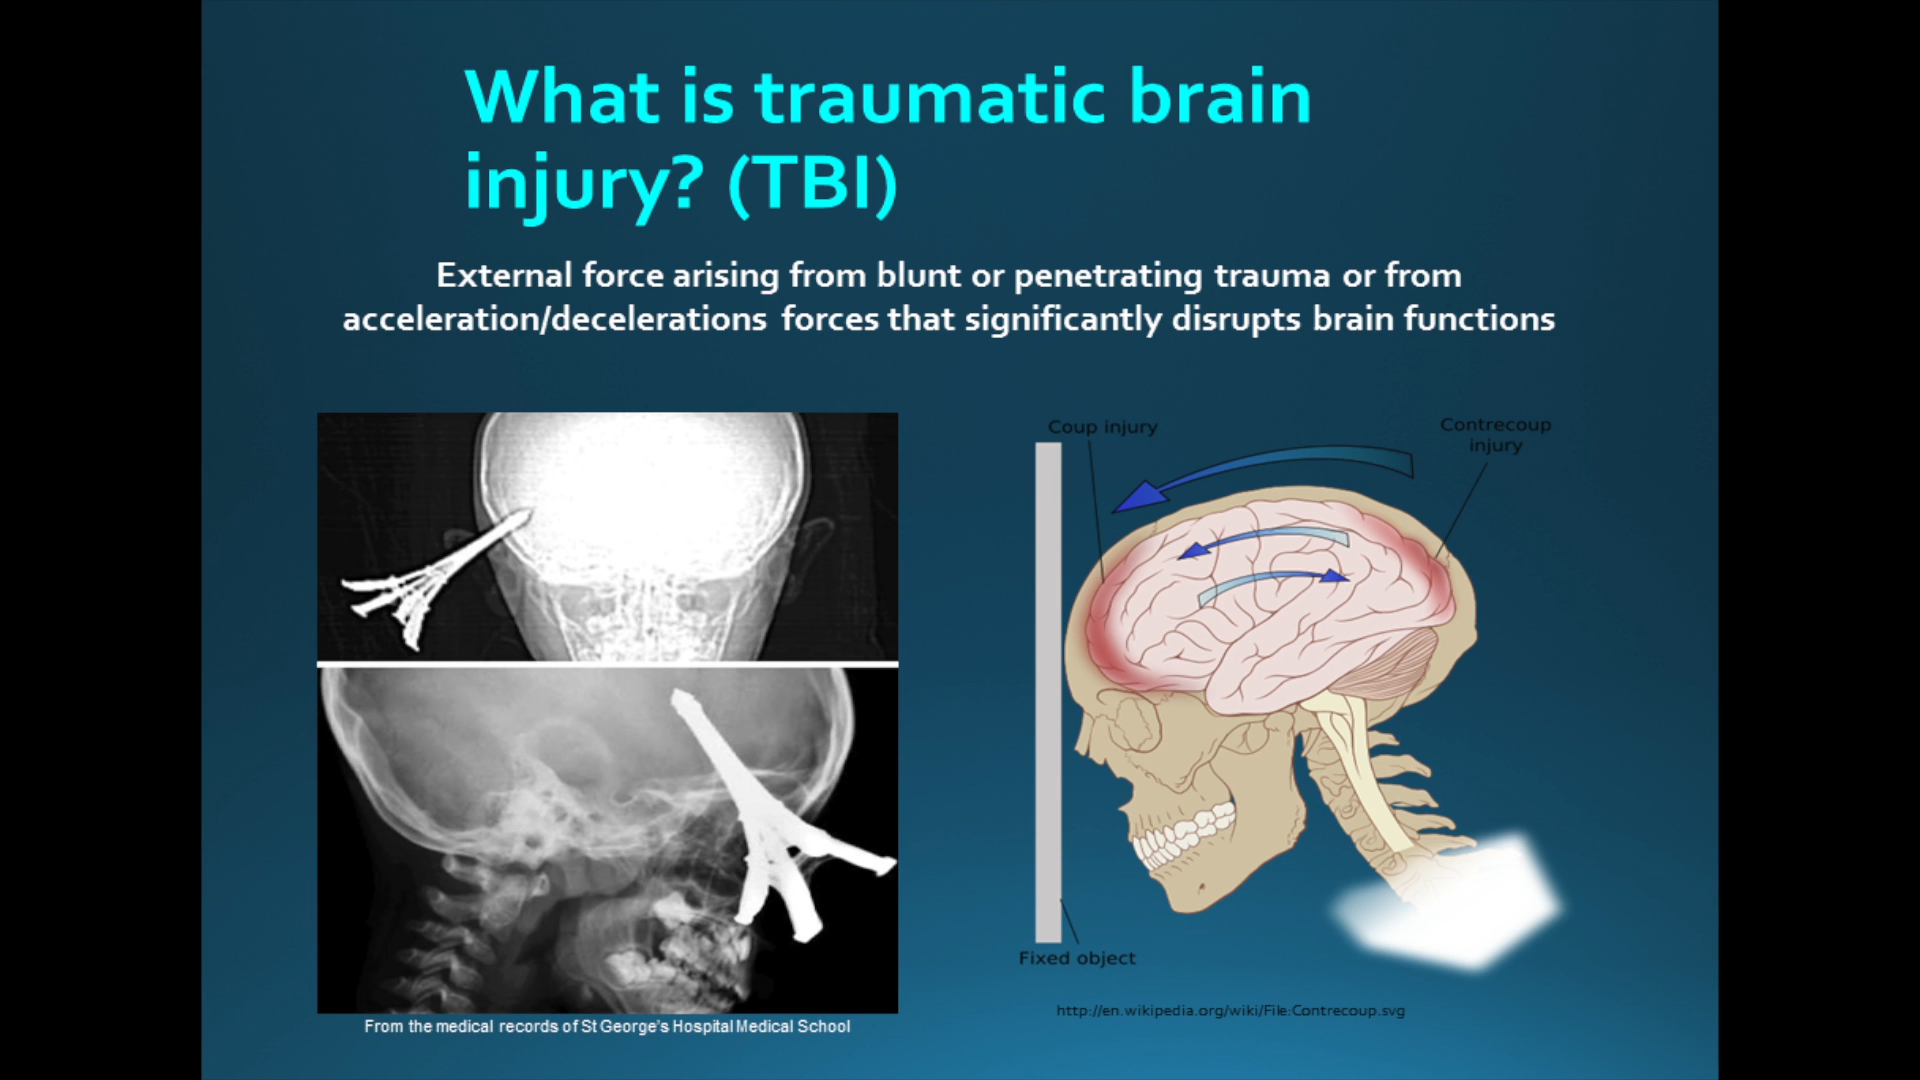 What is traumatic brain
injury? (TBI)
External force arising from blunt or penetrating trauma or from
acceleration/decelerations forces that significantly disrupts brain functions
Coup injury
Contrecoup
injury
Fixed object
http://en.wikipedia.org/wiki/File:Contrecoup.svg
From the medical records of St George's Hospital Medical School